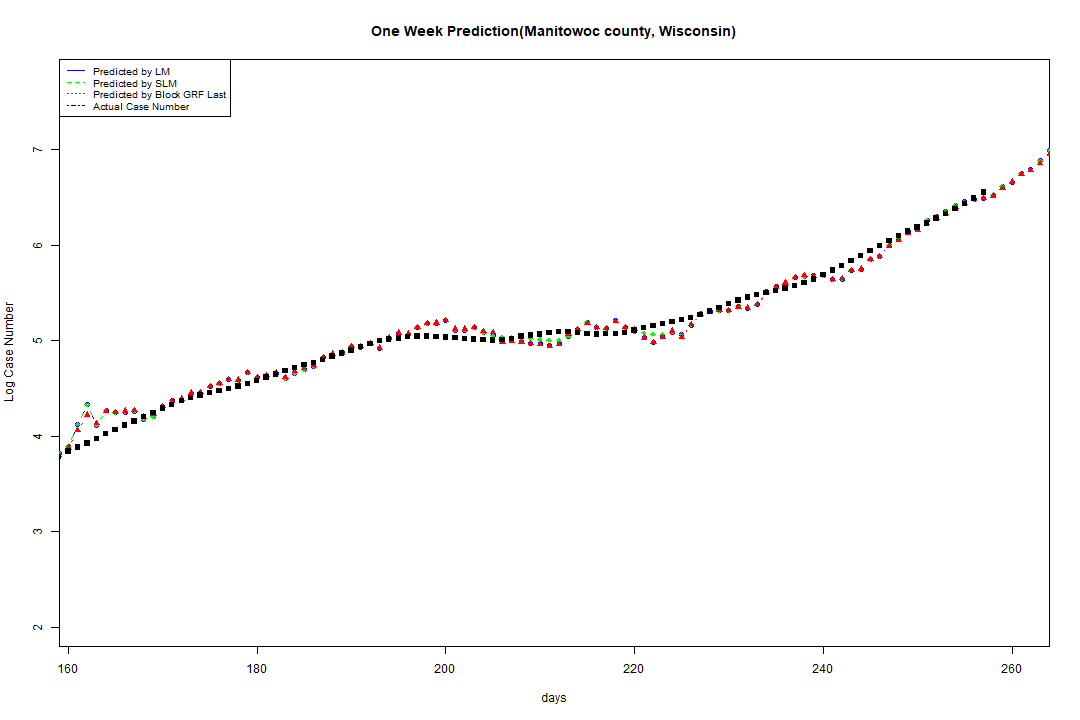 One Week Prediction(Manitowoc county, Wisconsin)
Predicted by LM
Predicted by SLM
Predicted by Block GRF Last
Actual Case Number
7
6
5
4
3
2
Log Case Number
160 180 200 220 240 260
days